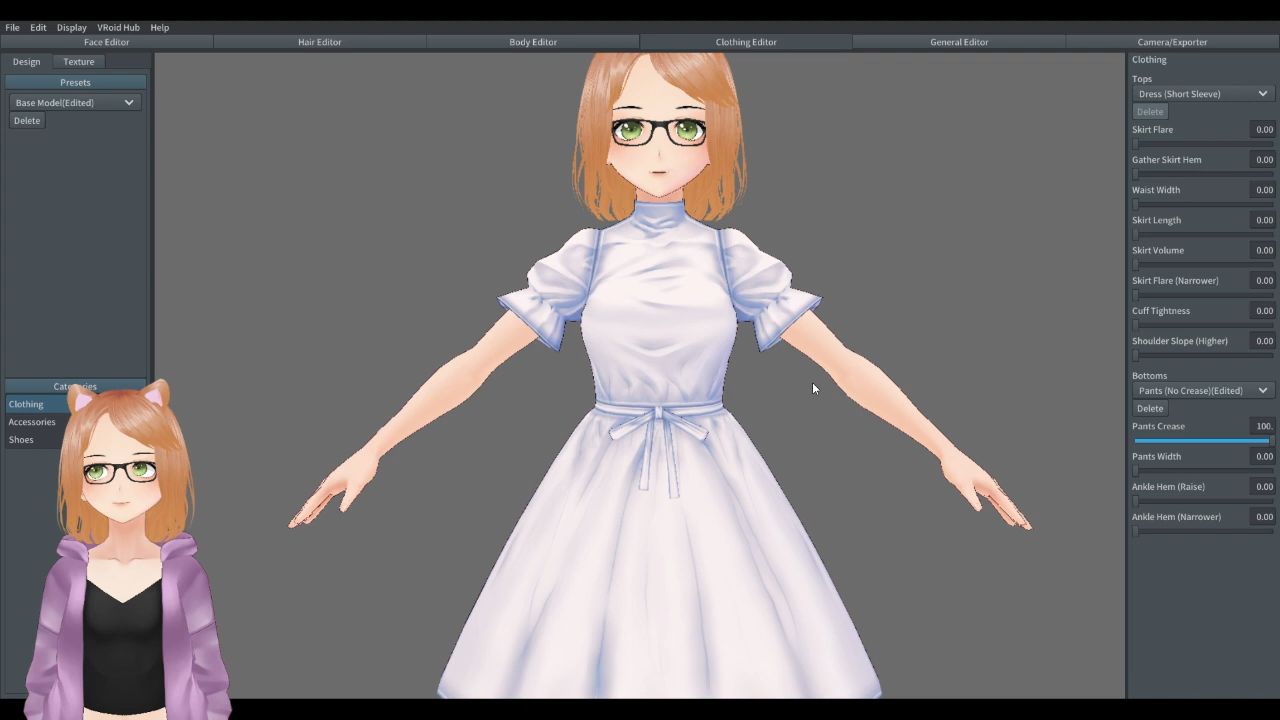 File Edit Display VRoid Hub Help
Face Editor Hair Editor Body Editor Clothing Editor General Editor Camera/Exporter
Design Texture
Presets
Base Model(Edited)
Delete
Categories
Clothing
Accessories
Shoes
Clothing
Tops
Dress (Short Sleeve)
Delete
Skirt Flare 0.00
Gather Skirt Hem 0.00
Waist Width 0.00
Skirt Length 0.00
Skirt Volume 0.00
Skirt Flare (Narrower) 0.00
Cuff Tightness 0.00
Shoulder Slope (Higher) 0.00
Bottoms
Pants (No Crease)(Edited)
Delete
Pants Crease 100.
Pants Width 0.00
Ankle Hem (Raise) 0.00
Ankle Hem (Narrower) 0.00